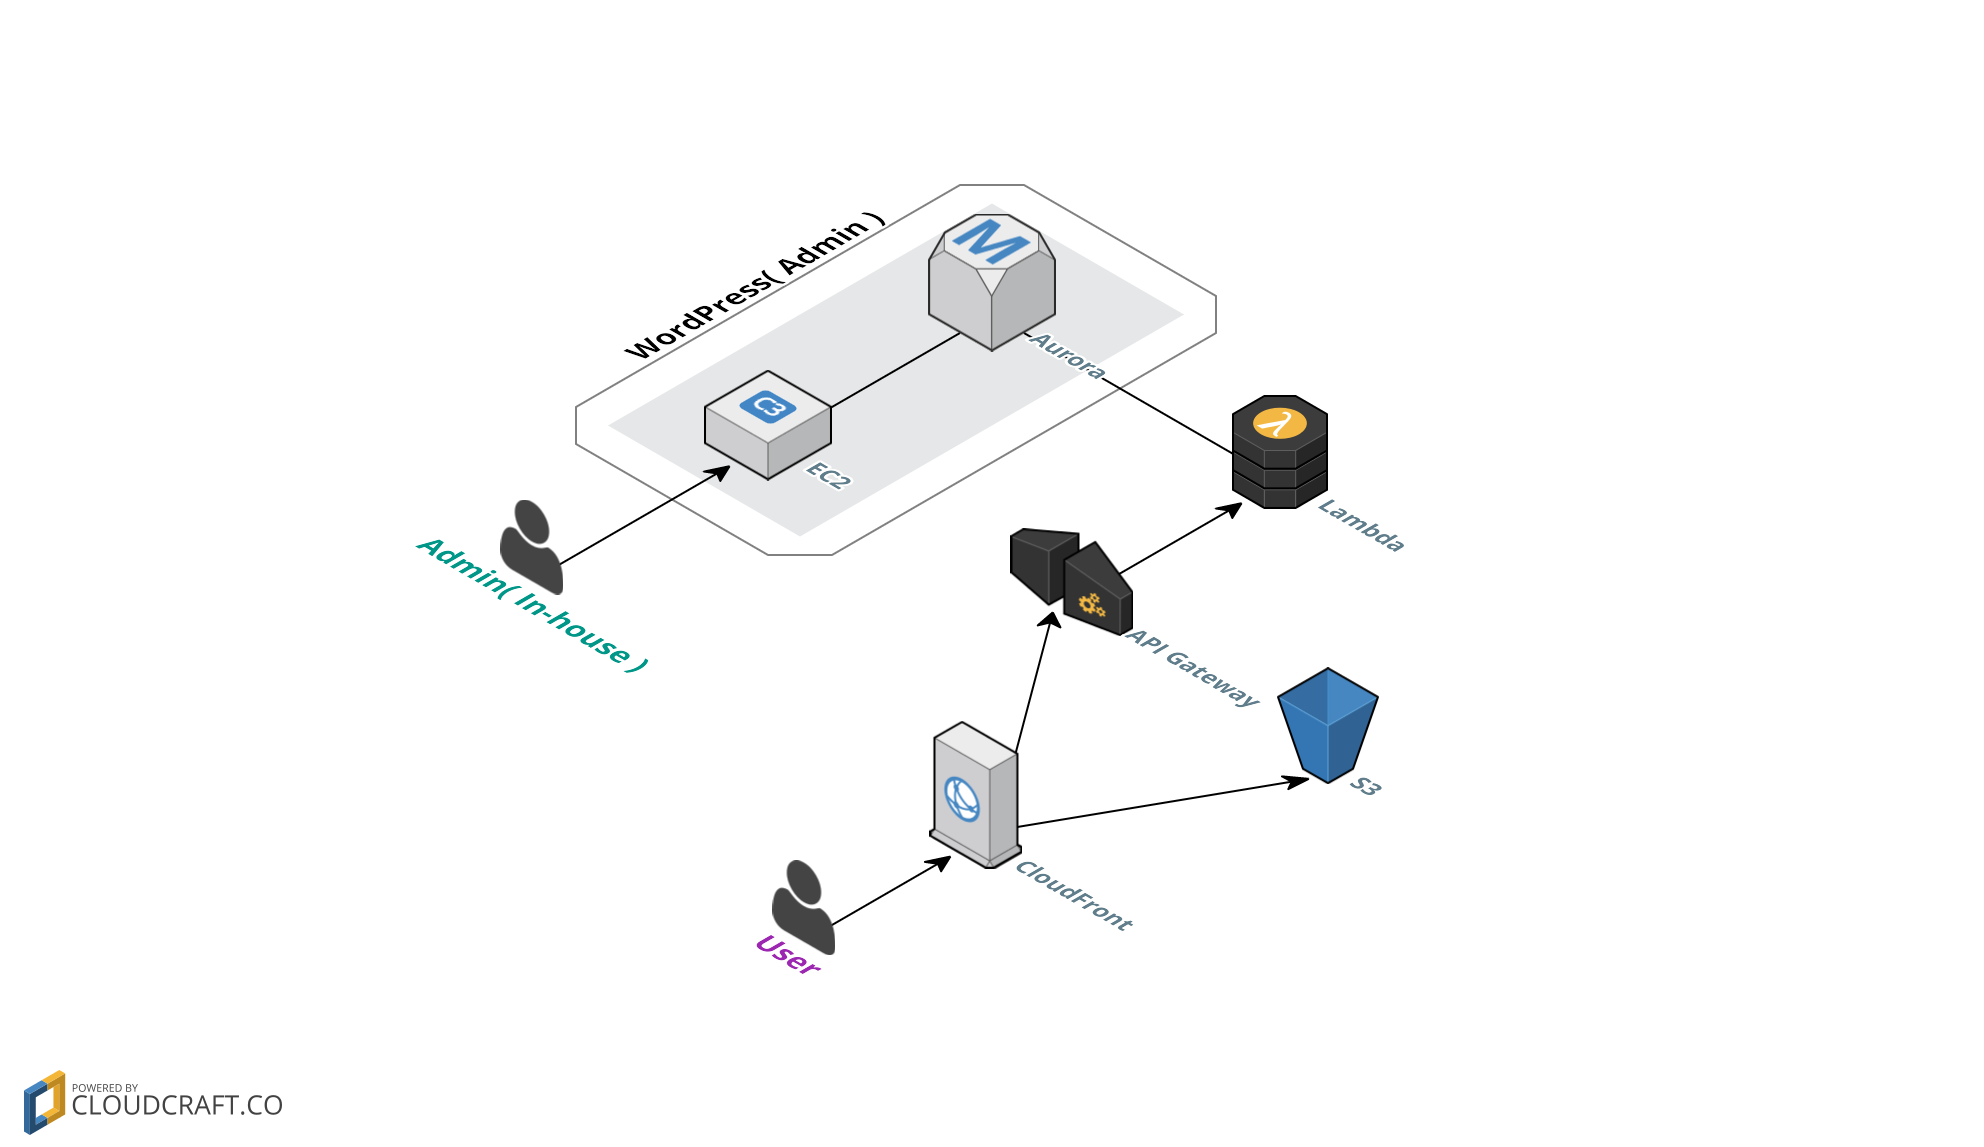 WordPress( Admin )
M
Aurora
C3
EC2
λ
Lambda
Admin( In-house )
API Gateway
S3
CloudFront
User
POWERED BY
CLOUDCRAFT.CO